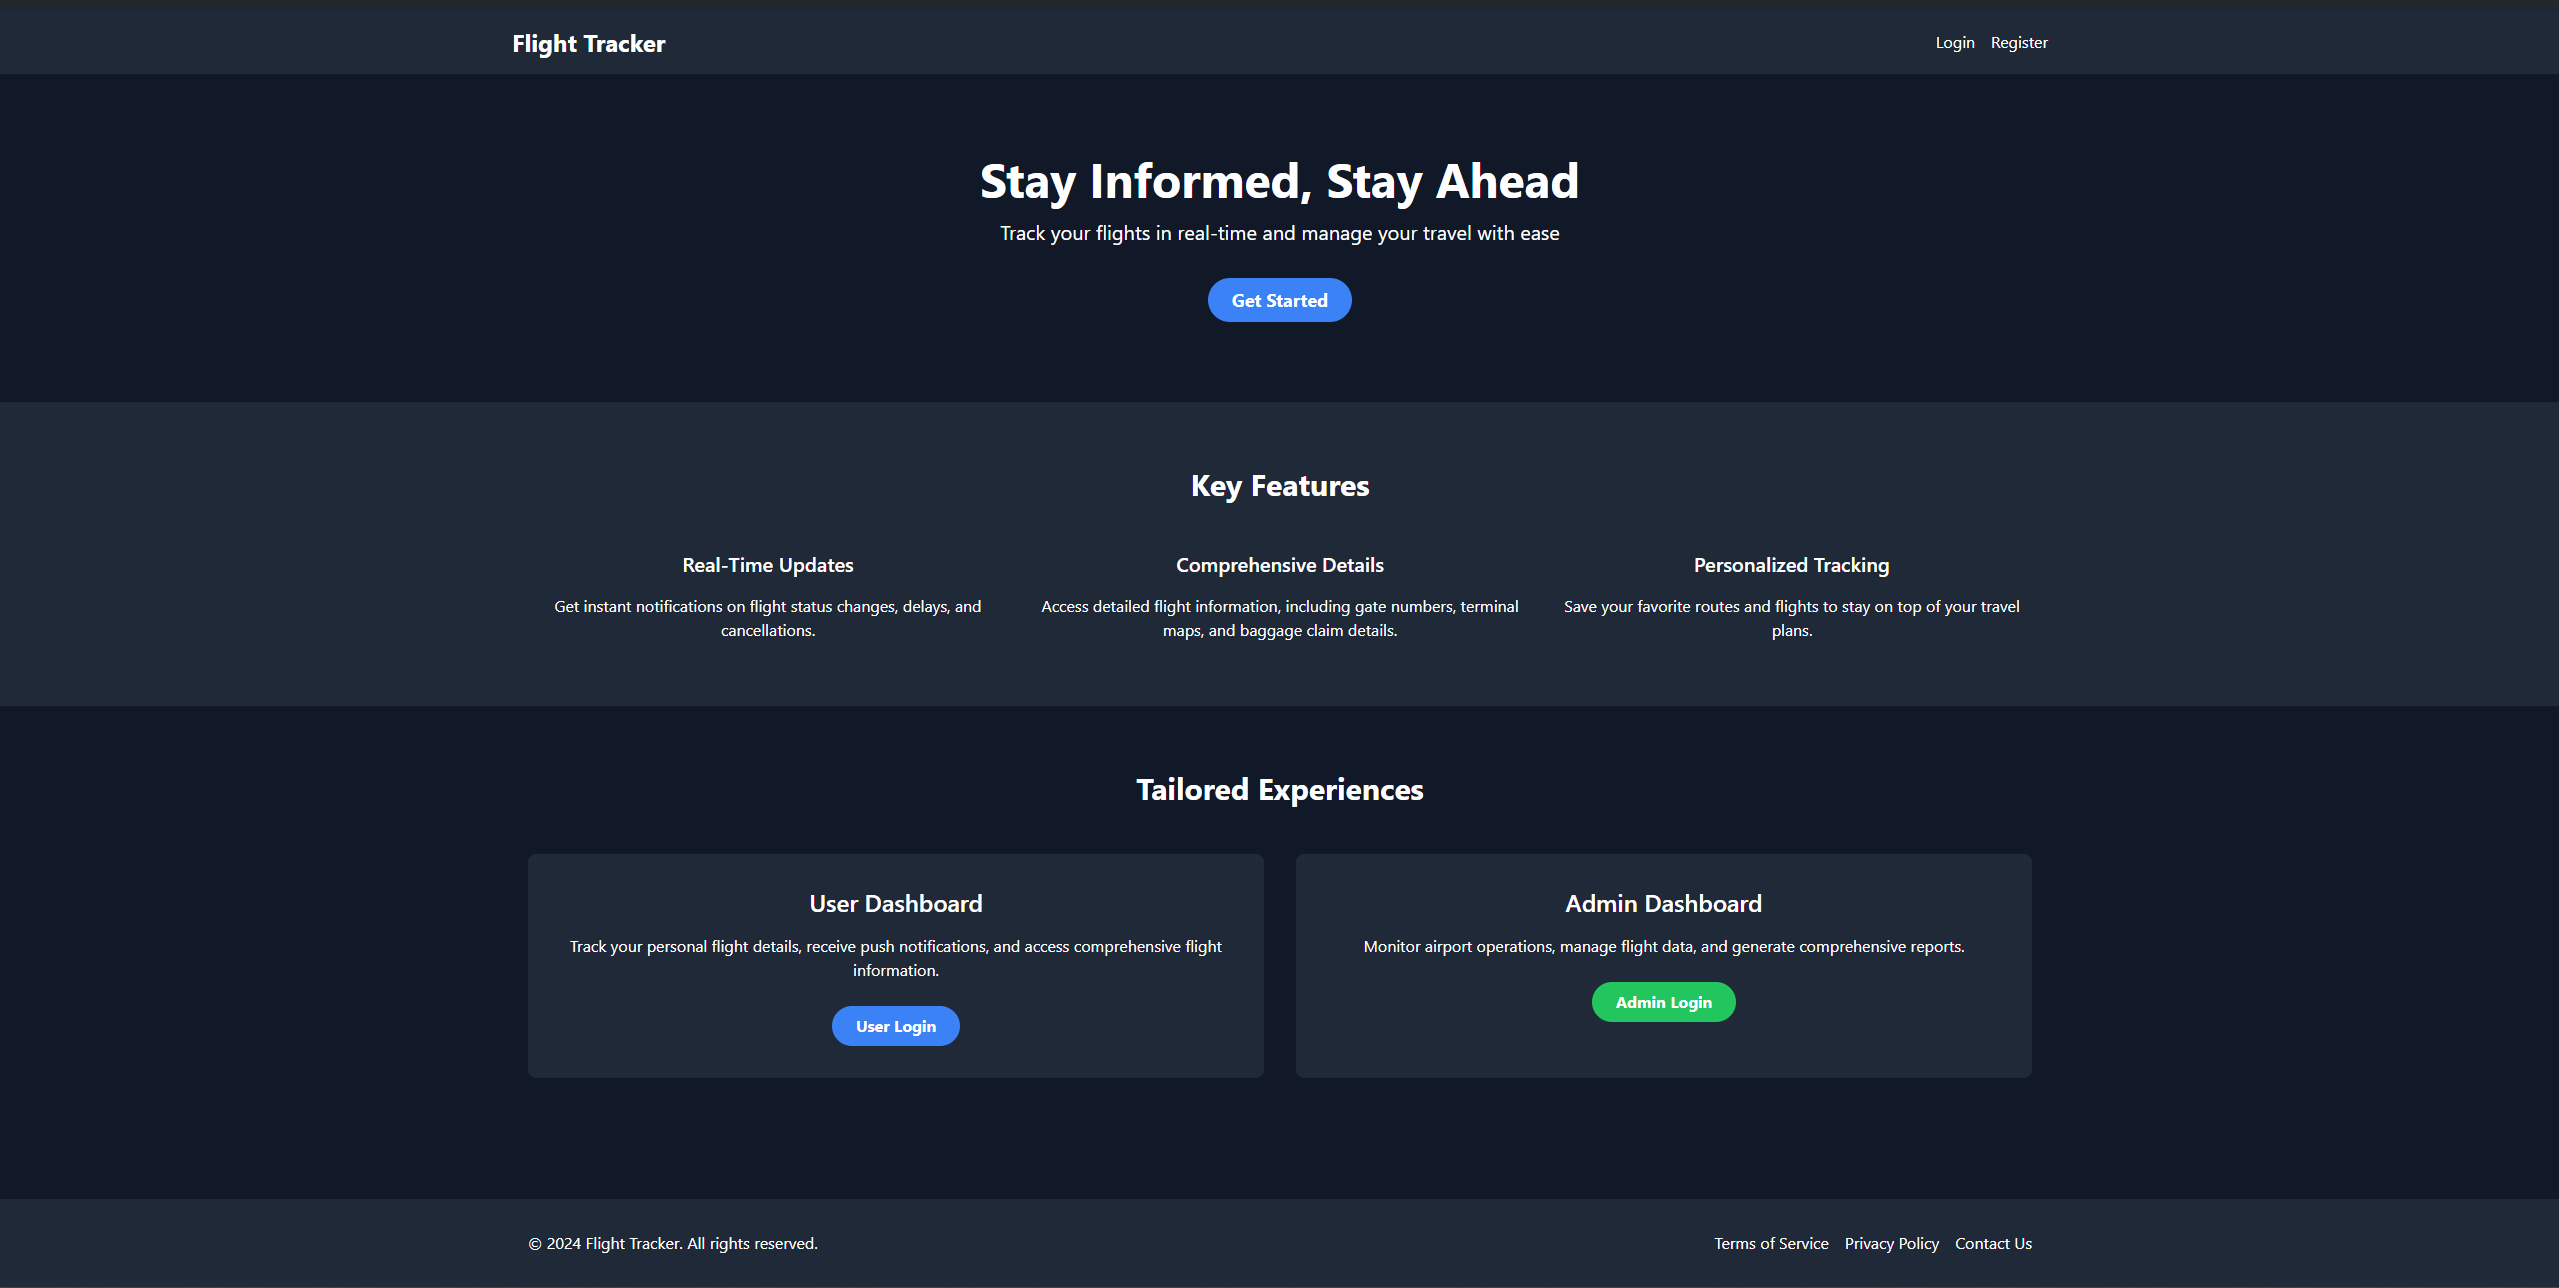 Flight Tracker
Login
Register
Stay Informed, Stay Ahead
Track your flights in real-time and manage your travel with ease
Get Started
Key Features
Real-Time Updates
Get instant notifications on flight status changes, delays, and
cancellations.
Comprehensive Details
Access detailed flight information, including gate numbers, terminal
maps, and baggage claim details.
Personalized Tracking
Save your favorite routes and flights to stay on top of your travel
plans.
Tailored Experiences
User Dashboard
Track your personal flight details, receive push notifications, and access comprehensive flight
information.
User Login
Admin Dashboard
Monitor airport operations, manage flight data, and generate comprehensive reports.
Admin Login
© 2024 Flight Tracker. All rights reserved.
Terms of Service
Privacy Policy
Contact Us